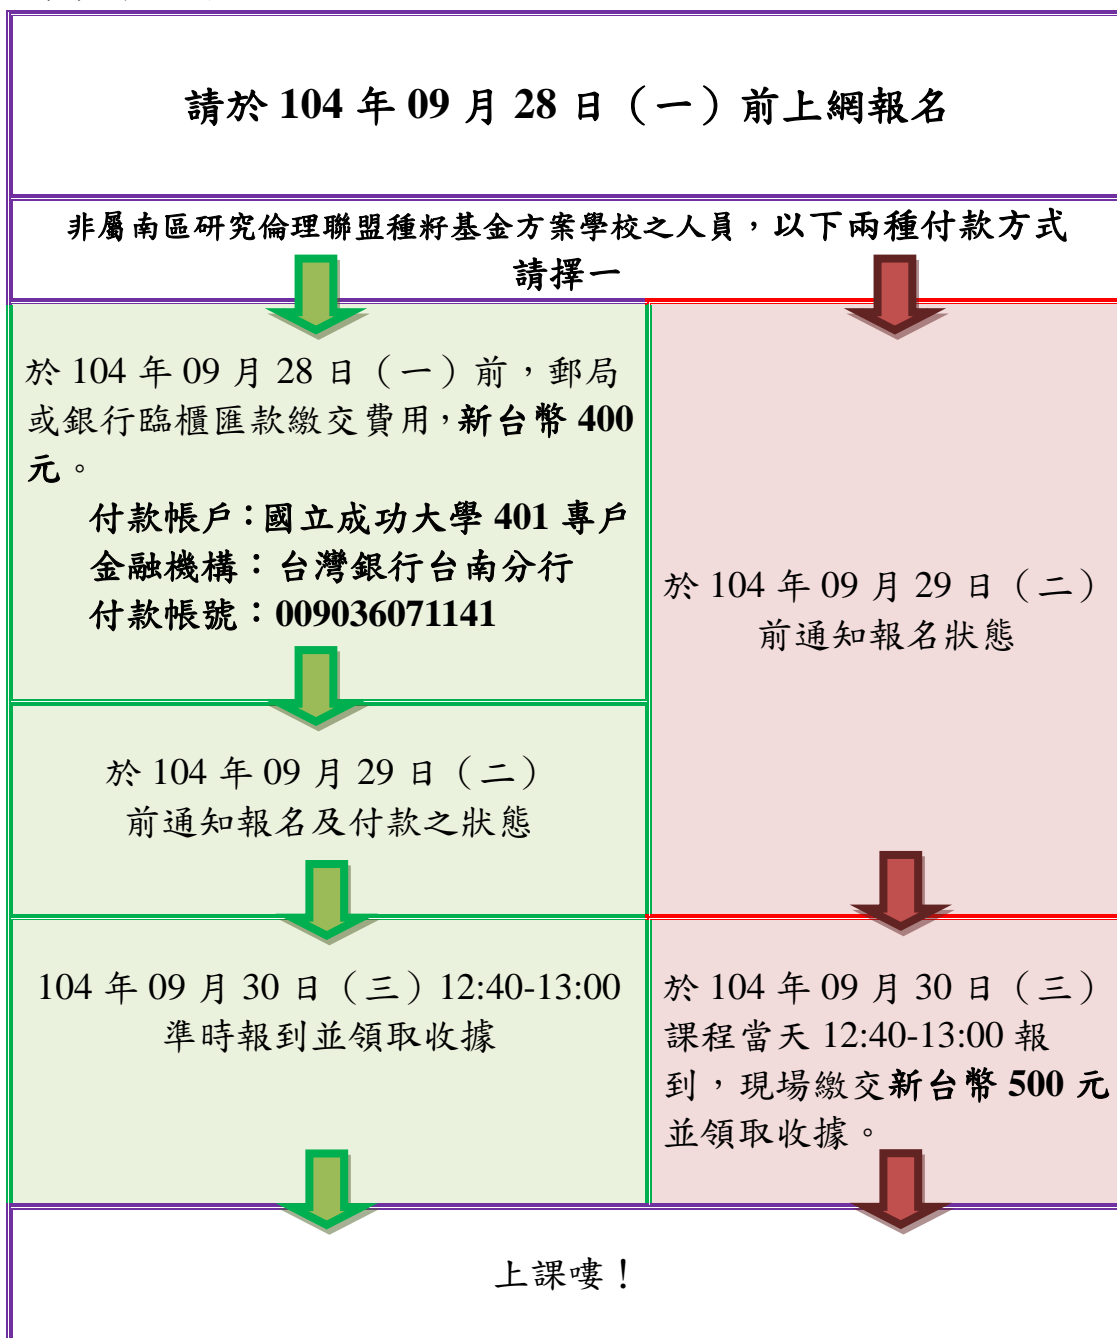 請於 104 年 09 月 28 日（一）前上網報名
非屬南區研究倫理聯盟種籽基金方案學校之人員，以下兩種付款方式
請擇一
於 104 年 09 月 28 日（一）前，郵局
或銀行臨櫃匯款繳交費用，新台幣 400
元。
付款帳戶：國立成功大學 401 專戶
金融機構：台灣銀行台南分行
付款帳號：009036071141
於 104 年 09 月 29 日（二）
前通知報名及付款之狀態
104 年 09 月 30 日（三）12:40-13:00
準時報到並領取收據
於 104 年 09 月 29 日（二）
前通知報名狀態
於 104 年 09 月 30 日（三）
課程當天 12:40-13:00 報
到，現場繳交新台幣 500 元
並領取收據。
上課嘍！